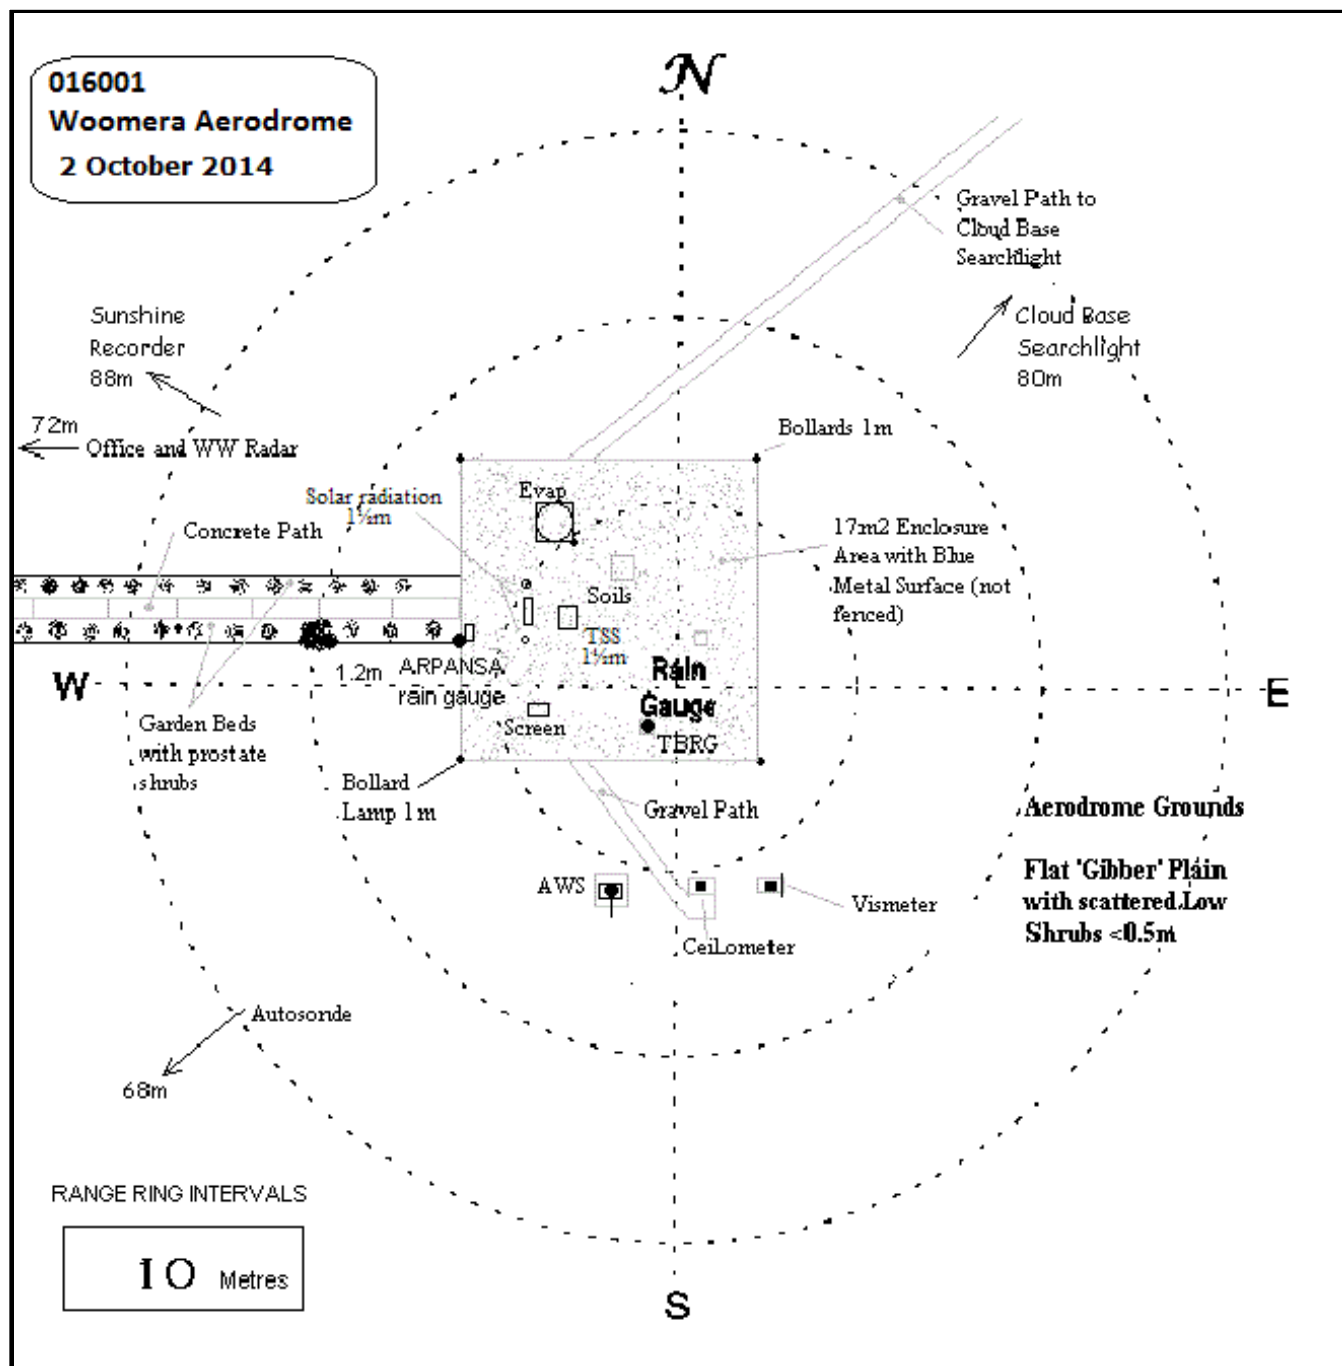 016001
Woomera Aerodrome
2 October 2014
N
Gravel Path to
Cloud Base
Searchlight
Cloud Base
Searchlight
80m
Sunshine
Recorder
88m
72m
Office and WW Radar
Bollards 1m
Evap
Solar radiation
1½m
Concrete Path
17m2 Enclosure
Area with Blue
Metal Surface (not
fenced)
Soils
TSS
1½m
1.2m
ARPANSA
rain gauge
Rain
Gauge
W
E
Screen
TBRG
Garden Beds
with prostate
shrubs
Bollard
Lamp 1m
Gravel Path
Aerodrome Grounds
Flat 'Gibber' Plain
with scattered Low
Shrubs <0.5m
AWS
Vismeter
CeiLometer
Autosonde
68m
RANGE RING INTERVALS
10 Metres
S